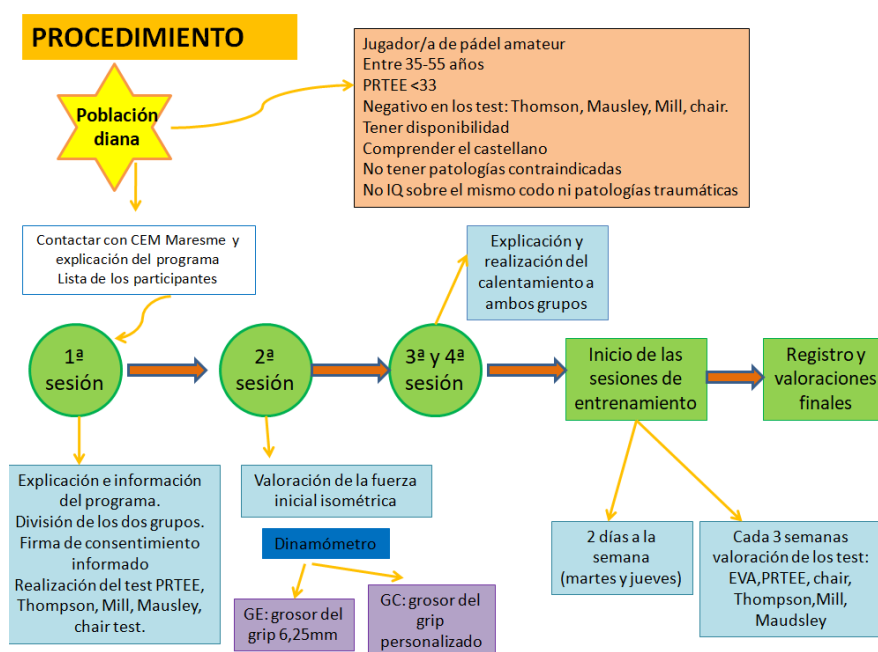 PROCEDIMIENTO
Población
diana
Jugador/a de pádel amateur
Entre 35-55 años
PRTEE <33
Negativo en los test: Thomson, Mausley, Mill, chair.
Tener disponibilidad
Comprender el castellano
No tener patologías contraindicadas
No IQ sobre el mismo codo ni patologías traumáticas
Contactar con CEM Maresme y
explicación del programa
Lista de los participantes
Explicación y
realización del
calentamiento a
ambos grupos
1ª
sesión
2ª
sesión
3ª y 4ª
sesión
Inicio de las
sesiones de
entrenamiento
Registro y
valoraciones
finales
Explicación e información
del programa.
División de los dos grupos.
Firma de consentimiento
informado
Realización del test PRTEE,
Thompson, Mill, Mausley,
chair test.
Valoración de la fuerza
inicial isométrica
Dinamómetro
GE: grosor del
grip 6,25mm
GC: grosor del
grip
personalizado
2 días a la
semana
(martes y jueves)
Cada 3 semanas
valoración de los test:
EVA,PRTEE, chair,
Thompson,Mill,
Maudsley